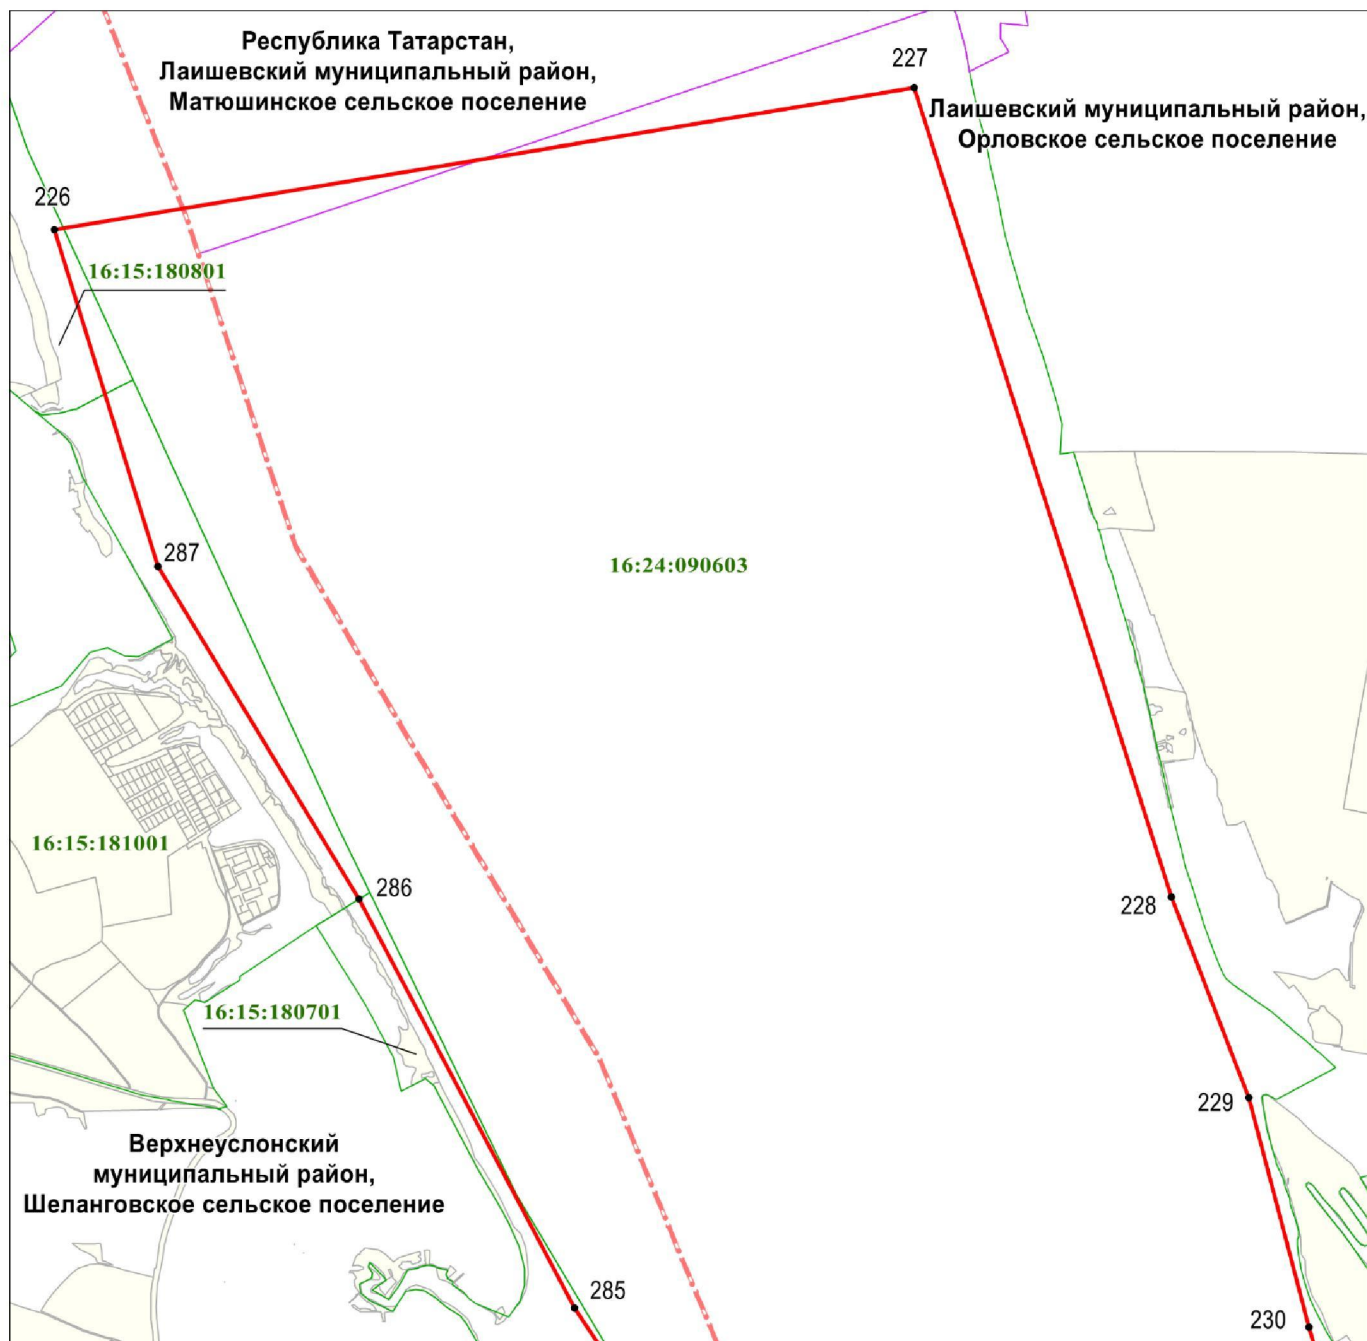 Республика Татарстан,
Лаишевский муниципальный район,
Матюшинское сельское поселение
227
Лаишевский муниципальный район,
Орловское сельское поселение
226
16:15:180801
287
16:24:090603
16:15:181001
286
228
16:15:180701
229
Верхнеуслонский
муниципальный район,
Шеланговское сельское поселение
285
230